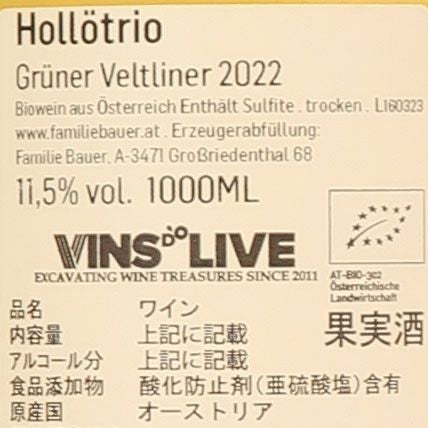 Hollötrio
Grüner Veltliner 2022
Biowein aus Österreich Enthält Sulfite . trocken . L160323
www.familiebauer.at . Erzeugerabfüllung:
Familie Bauer, A-3471 Großriedenthal 68
11,5% vol. 1000ML
VINS DO LIVE
EXCAVATING WINE TREASURES SINCE 2011
AT-BIO-302
Österreichische
Landwirtschaft
果実酒
品名 ワイン
内容量 上記に記載
アルコール分 上記に記載
食品添加物 酸化防止剤(亜硫酸塩)含有
原産国 オーストリア